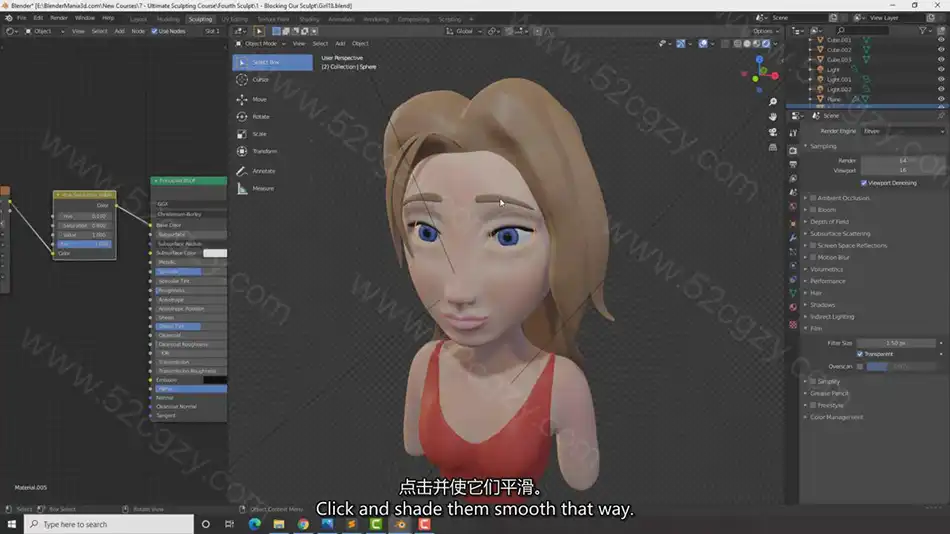 Blender* [E:\BlenderMania3d.com\New Courses\7 - Ultimate Sculpting Course\Fourth Sculpt\1 - Blocking Our Sculpt\Girl18.blend]
File Edit Render Window Help Layout Modeling Sculpting UV Editing Texture Paint Shading Animation Rendering Compositing Scripting Scene View Layer
Object View Select Add Node Use Nodes Slot 1 Global Options
Object Mode View Select Add Object
Select Box
Cursor
Move
Rotate
Scale
Transform
Annotate
Measure
User Perspective
(2) Collection | Sphere
Cube.001
Cube.002
Cube.003
Light
Light.001
Light.002
Plane
Scene
Render Engine Eevee
Sampling
Render 64
Viewport 16
Viewport Denoising
Ambient Occlusion
Bloom
Depth of Field
Subsurface Scattering
Screen Space Reflections
Motion Blur
Volumetrics
Performance
Hair
Shadows
Indirect Lighting
Film
Filter Size 1.50 px
Transparent
Overscan
Simplify
Grease Pencil
Freestyle
Color Management
Color
Hue
Saturation
Value 1.000
Fac 1.000
Color
Principled BSDF
GGX
Christensen-Burley
Base Color
Subsurface
Subsurface Radius
Subsurface Color
Metallic
Specular
Specular Tint
Roughness
Anisotropic
Anisotropic Rotation
Sheen
Sheen Tint
Clearcoat
Clearcoat Roughness
IOR
Transmission
Transmission Roughness
Emission
Alpha
Normal
Clearcoat Normal
Tangent
Material.005
www.52cgzy.com
点击并使它们平滑。
Click and shade them smooth that way.
Select Box Select Rotate View Object Context Menu
Type here to search